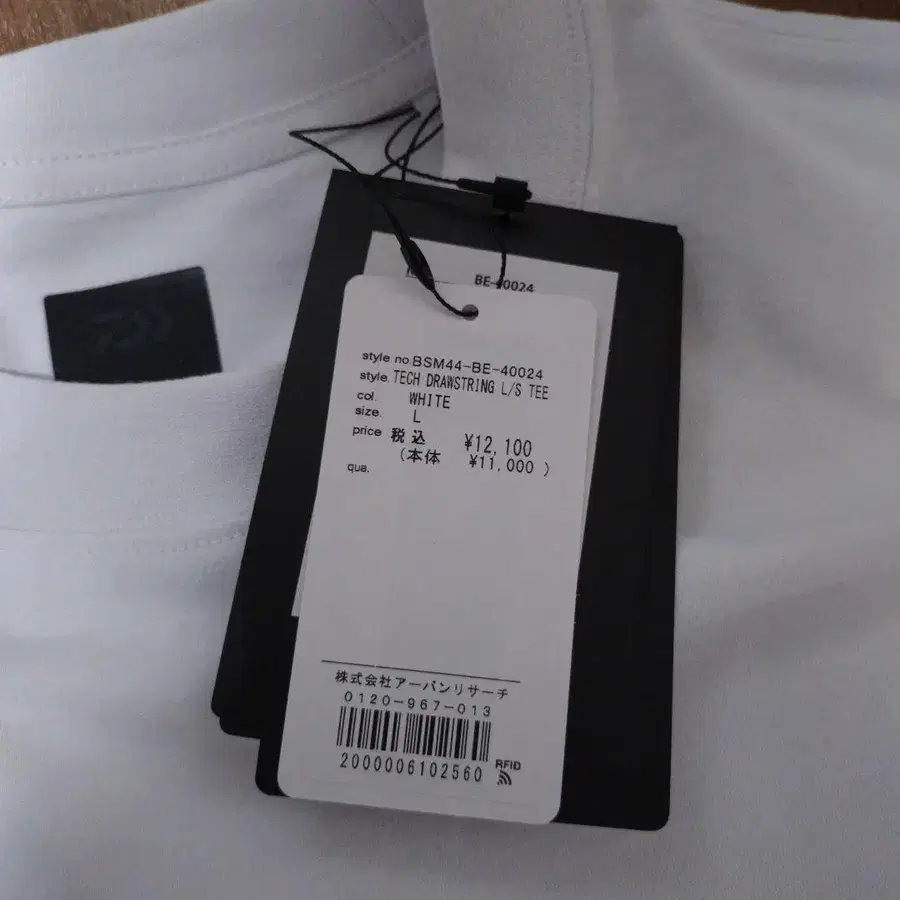 BE-40024
style no. BSM44-BE-40024
style. TECH DRAWSTRING L/S TEE
col. WHITE
size. L
price 税込 ¥12,100
(本体 ¥11,000 )
qua.
株式会社アーバンリサーチ
0120-967-013
2000006102560
RFID